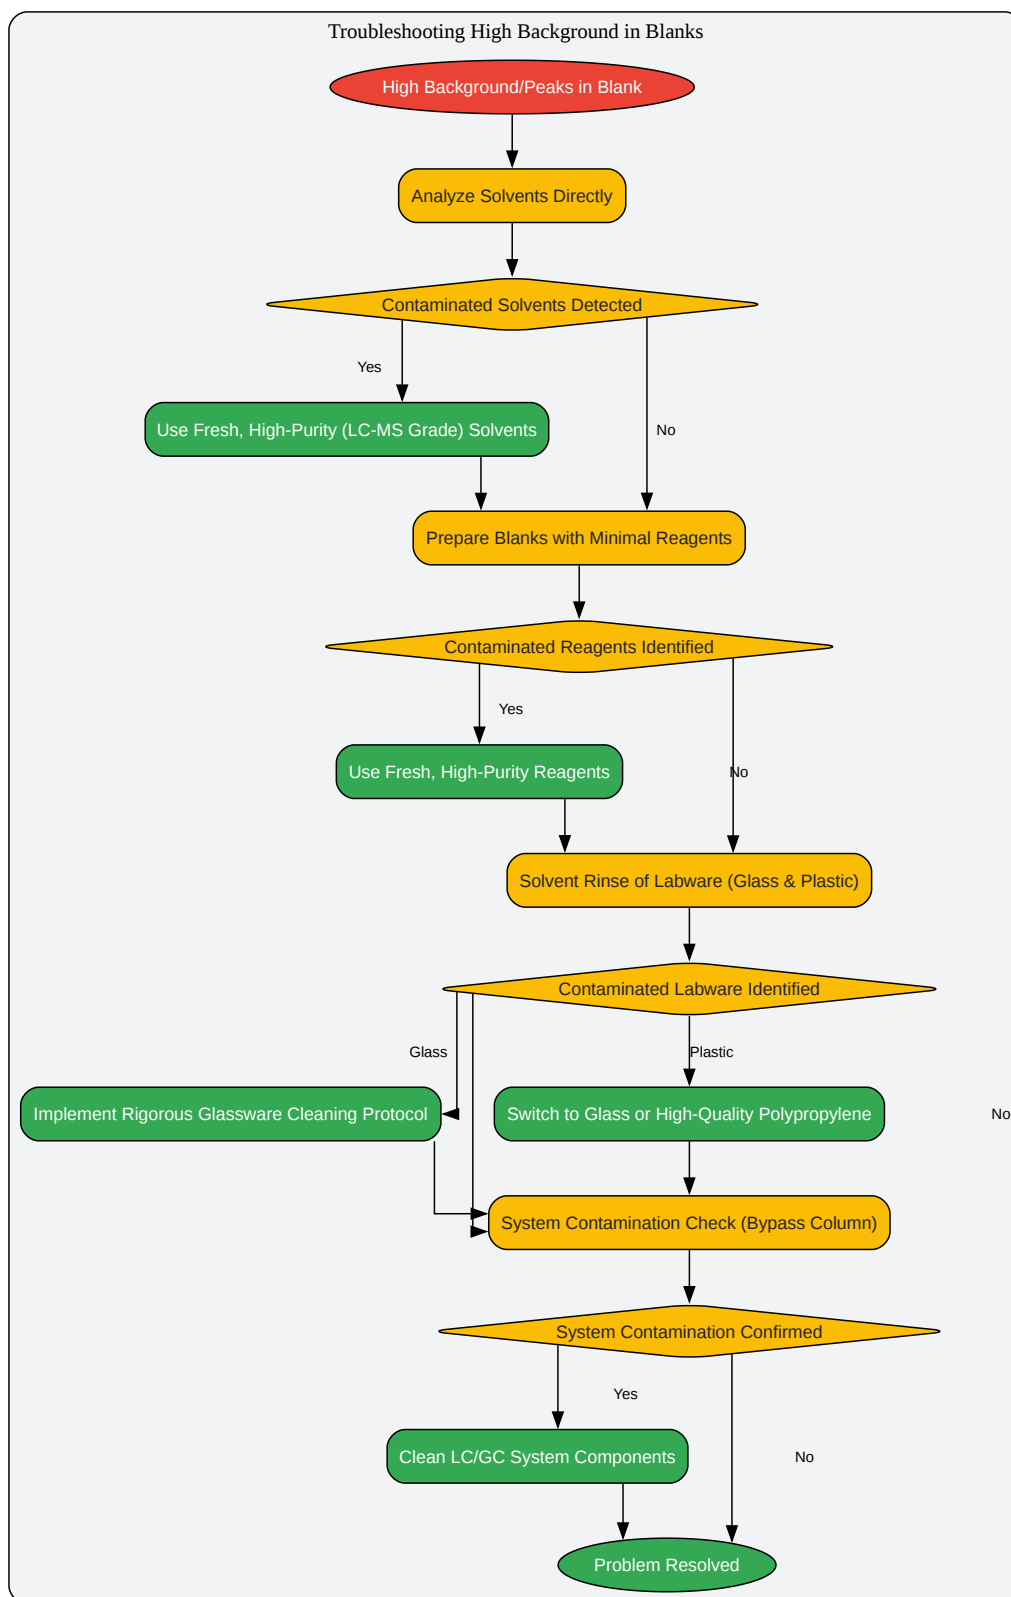 Troubleshooting High Background in Blanks
High Background/Peaks in Blank
Analyze Solvents Directly
Contaminated Solvents Detected
Yes
Use Fresh, High-Purity (LC-MS Grade) Solvents
No
Prepare Blanks with Minimal Reagents
Contaminated Reagents Identified
Yes
Use Fresh, High-Purity Reagents
No
Solvent Rinse of Labware (Glass & Plastic)
Contaminated Labware Identified
Glass
Plastic
Implement Rigorous Glassware Cleaning Protocol
Switch to Glass or High-Quality Polypropylene
No
System Contamination Check (Bypass Column)
System Contamination Confirmed
Yes
Clean LC/GC System Components
No
Problem Resolved